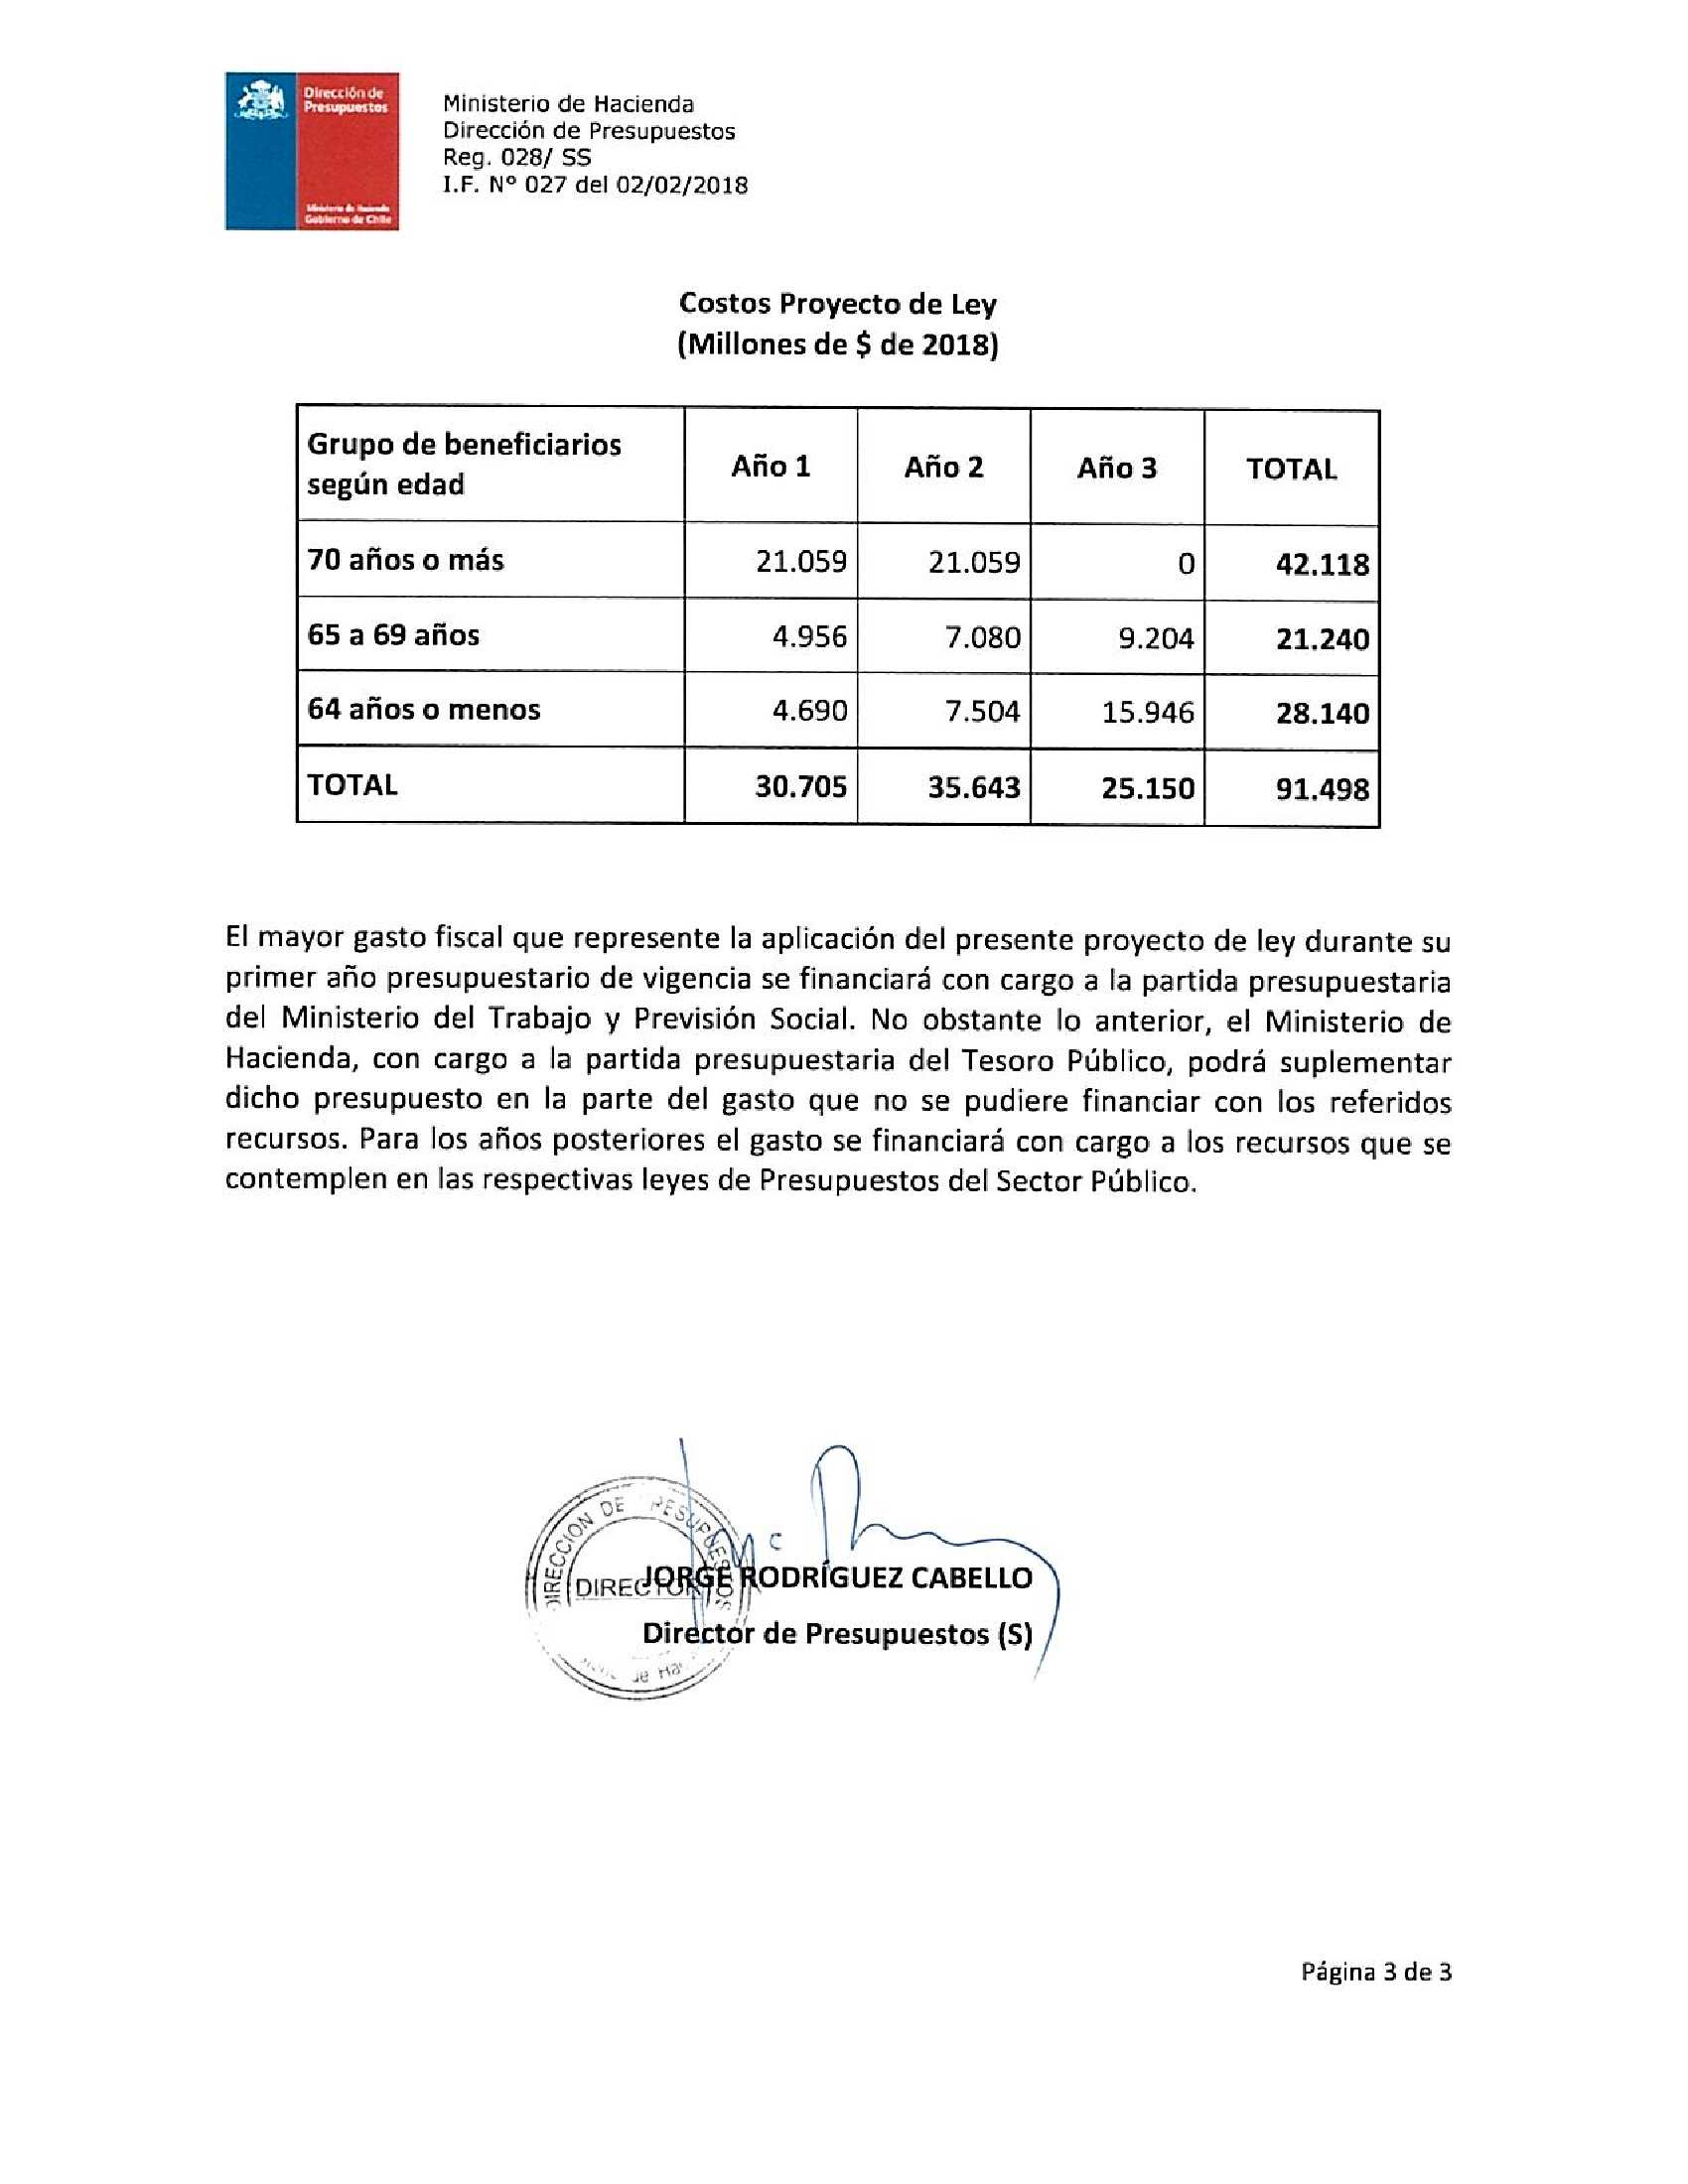 Dirección de
Presupuestos
Ministerio de Hacienda
Gobierno de Chile
Ministerio de Hacienda
Dirección de Presupuestos
Reg. 028/ SS
I.F. Nº 027 del 02/02/2018
Costos Proyecto de Ley
(Millones de $ de 2018)
Grupo de beneficiarios
según edad
Año 1 Año 2 Año 3 TOTAL
70 años o más 21.059 21.059 0 42.118
65 a 69 años 4.956 7.080 9.204 21.240
64 años o menos 4.690 7.504 15.946 28.140
TOTAL 30.705 35.643 25.150 91.498
El mayor gasto fiscal que represente la aplicación del presente proyecto de ley durante su
primer año presupuestario de vigencia se financiará con cargo a la partida presupuestaria
del Ministerio del Trabajo y Previsión Social. No obstante lo anterior, el Ministerio de
Hacienda, con cargo a la partida presupuestaria del Tesoro Público, podrá suplementar
dicho presupuesto en la parte del gasto que no se pudiere financiar con los referidos
recursos. Para los años posteriores el gasto se financiará con cargo a los recursos que se
contemplen en las respectivas leyes de Presupuestos del Sector Público.
DIRECCION DE PRESUPUESTOS
DIRECTOR
JORGE RODRÍGUEZ CABELLO
Director de Presupuestos (S)
Página 3 de 3